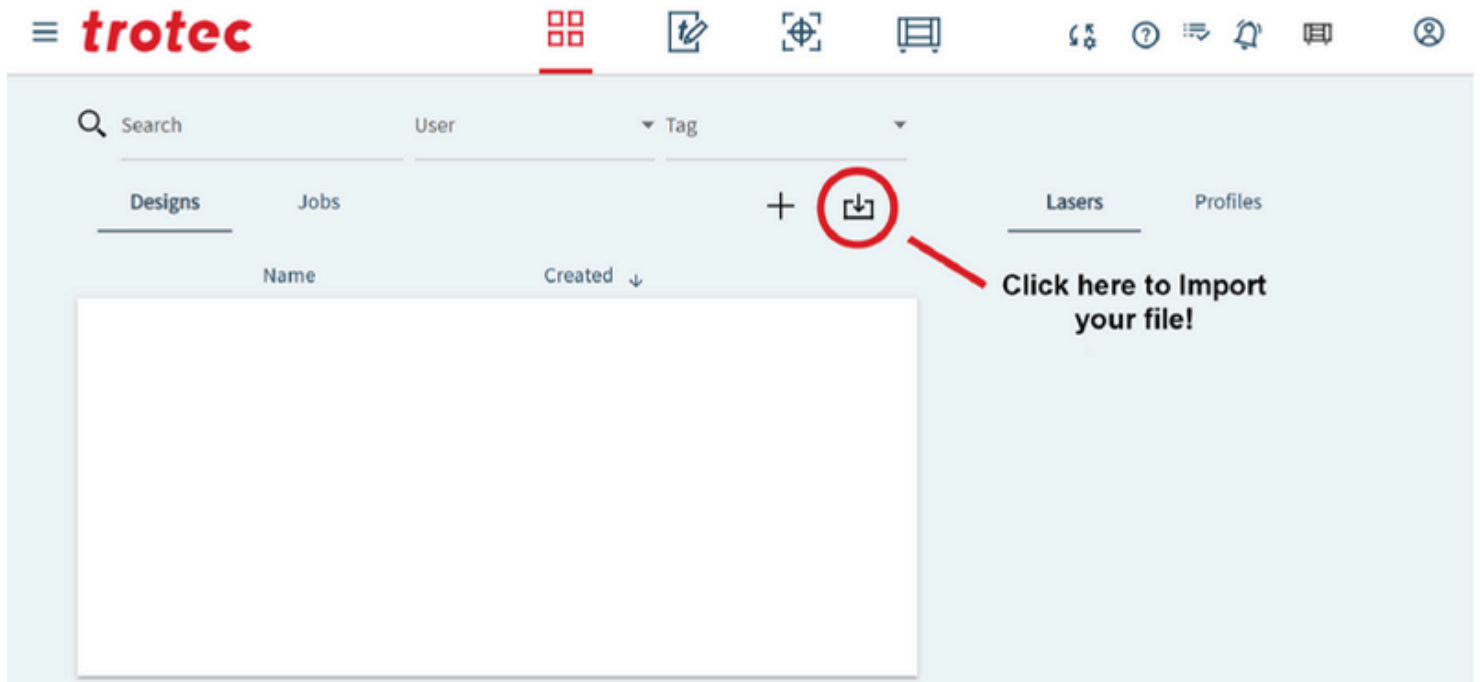 trotec
Search User Tag
Designs Jobs Lasers Profiles
Name Created
Click here to Import
your file!